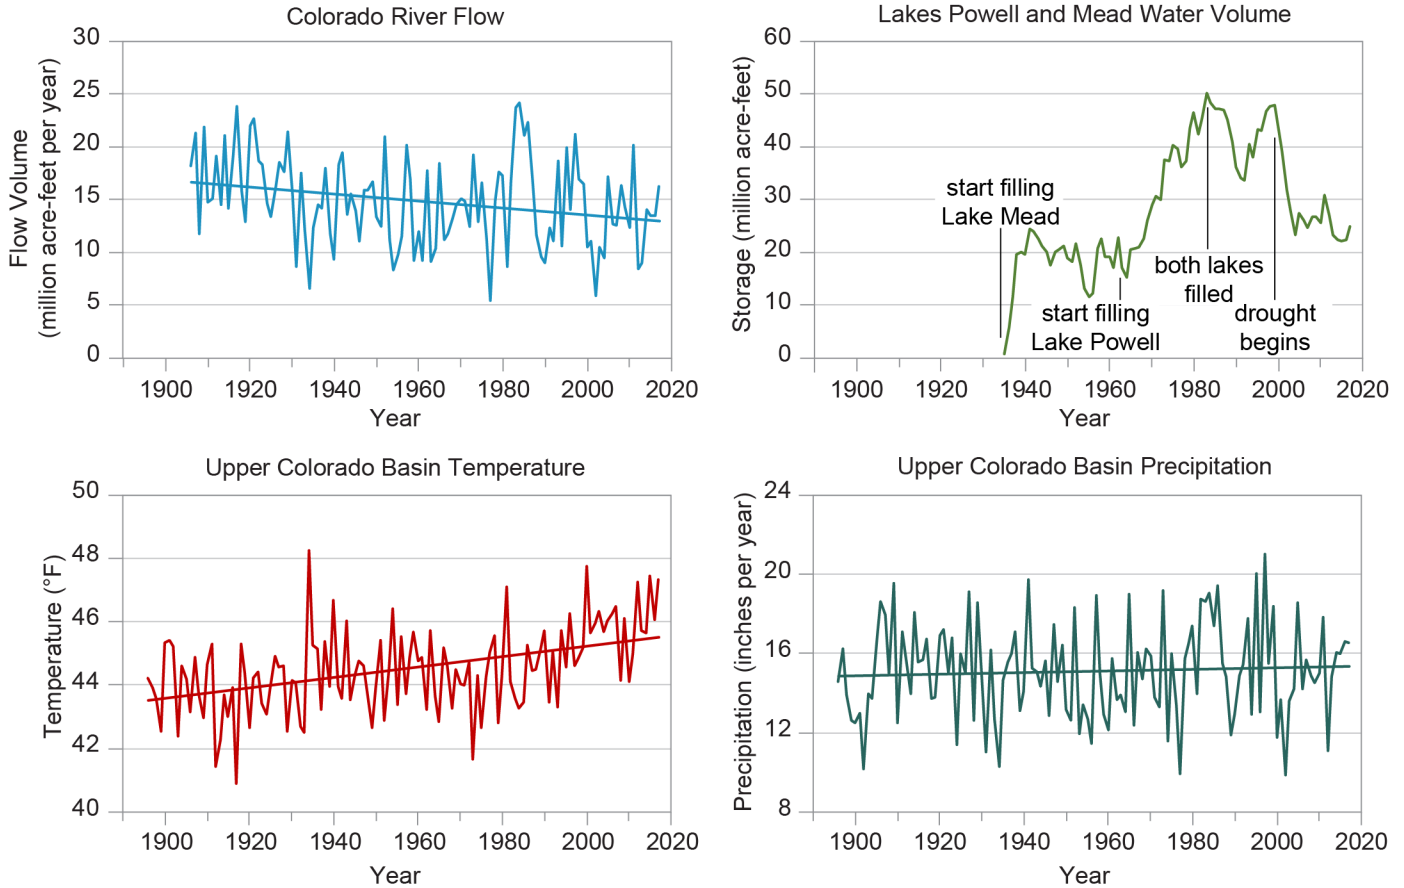 Colorado River Flow
Flow Volume
(million acre-feet per year)
30
25
20
15
10
5
0
1900 1920 1940 1960 1980 2000 2020
Year
Lakes Powell and Mead Water Volume
Storage (million acre-feet)
60
50
40
30
20
10
0
start filling
Lake Mead
both lakes
filled
start filling
Lake Powell
drought
begins
1900 1920 1940 1960 1980 2000 2020
Year
Upper Colorado Basin Temperature
Temperature (°F)
50
48
46
44
42
40
1900 1920 1940 1960 1980 2000 2020
Year
Upper Colorado Basin Precipitation
Precipitation (inches per year)
24
20
16
12
8
1900 1920 1940 1960 1980 2000 2020
Year